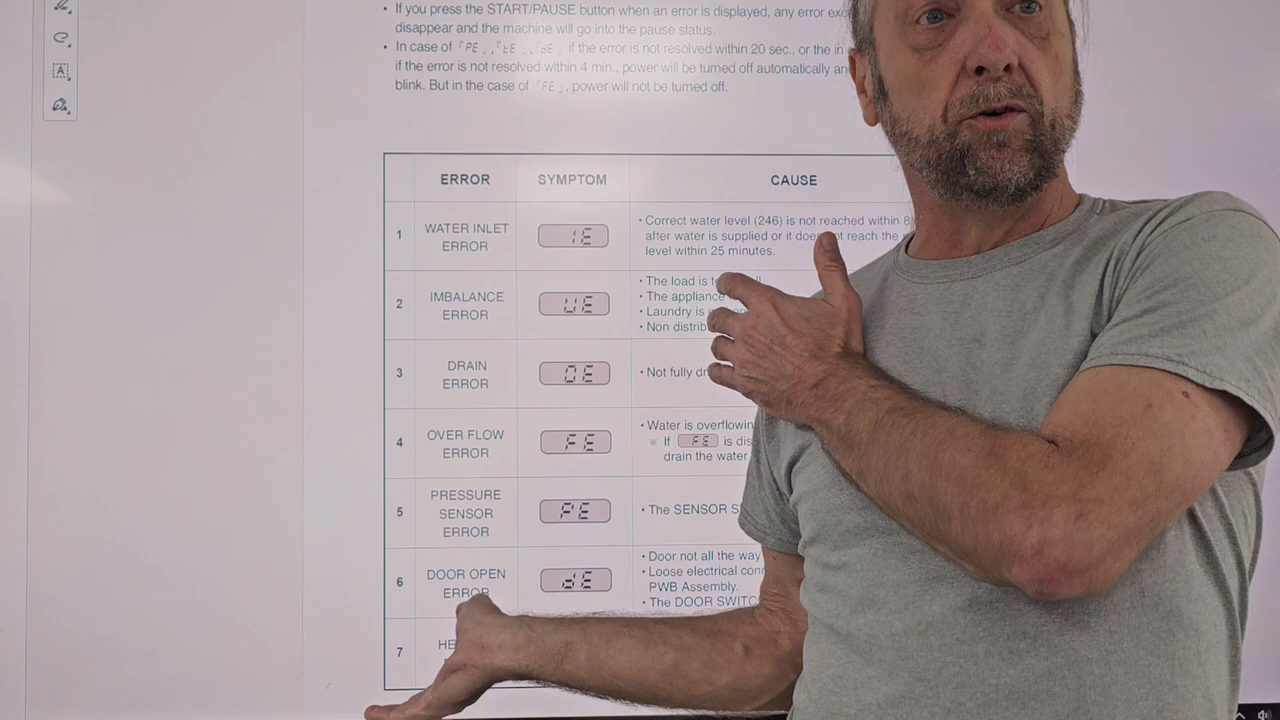 • If you press the START/PAUSE button when an error is displayed, any error
disappear and the machine will go into the pause status.
• In case of 「PE」,「tE」,「dE」 if the error is not resolved within 20 sec., or the in
if the error is not resolved within 4 min., power will be turned off automatically
blink. But in the case of 「FE」, power will not be turned off.
ERROR SYMPTOM CAUSE
1 WATER INLET ERROR IE
• Correct water level (246) is not reached within
after water is supplied or it does not reach the
level within 25 minutes.
2 IMBALANCE ERROR UE
• The load is
• The appliance
• Laundry is
• Non
3 DRAIN ERROR OE
• Not fully
4 OVER FLOW ERROR FE
• Water is
※ If FE is
drain the water
5 PRESSURE SENSOR ERROR PE
• The SENSOR
6 DOOR OPEN ERROR dE
• Door not all the way
• Loose electrical
PWB Assembly.
• The DOOR
7